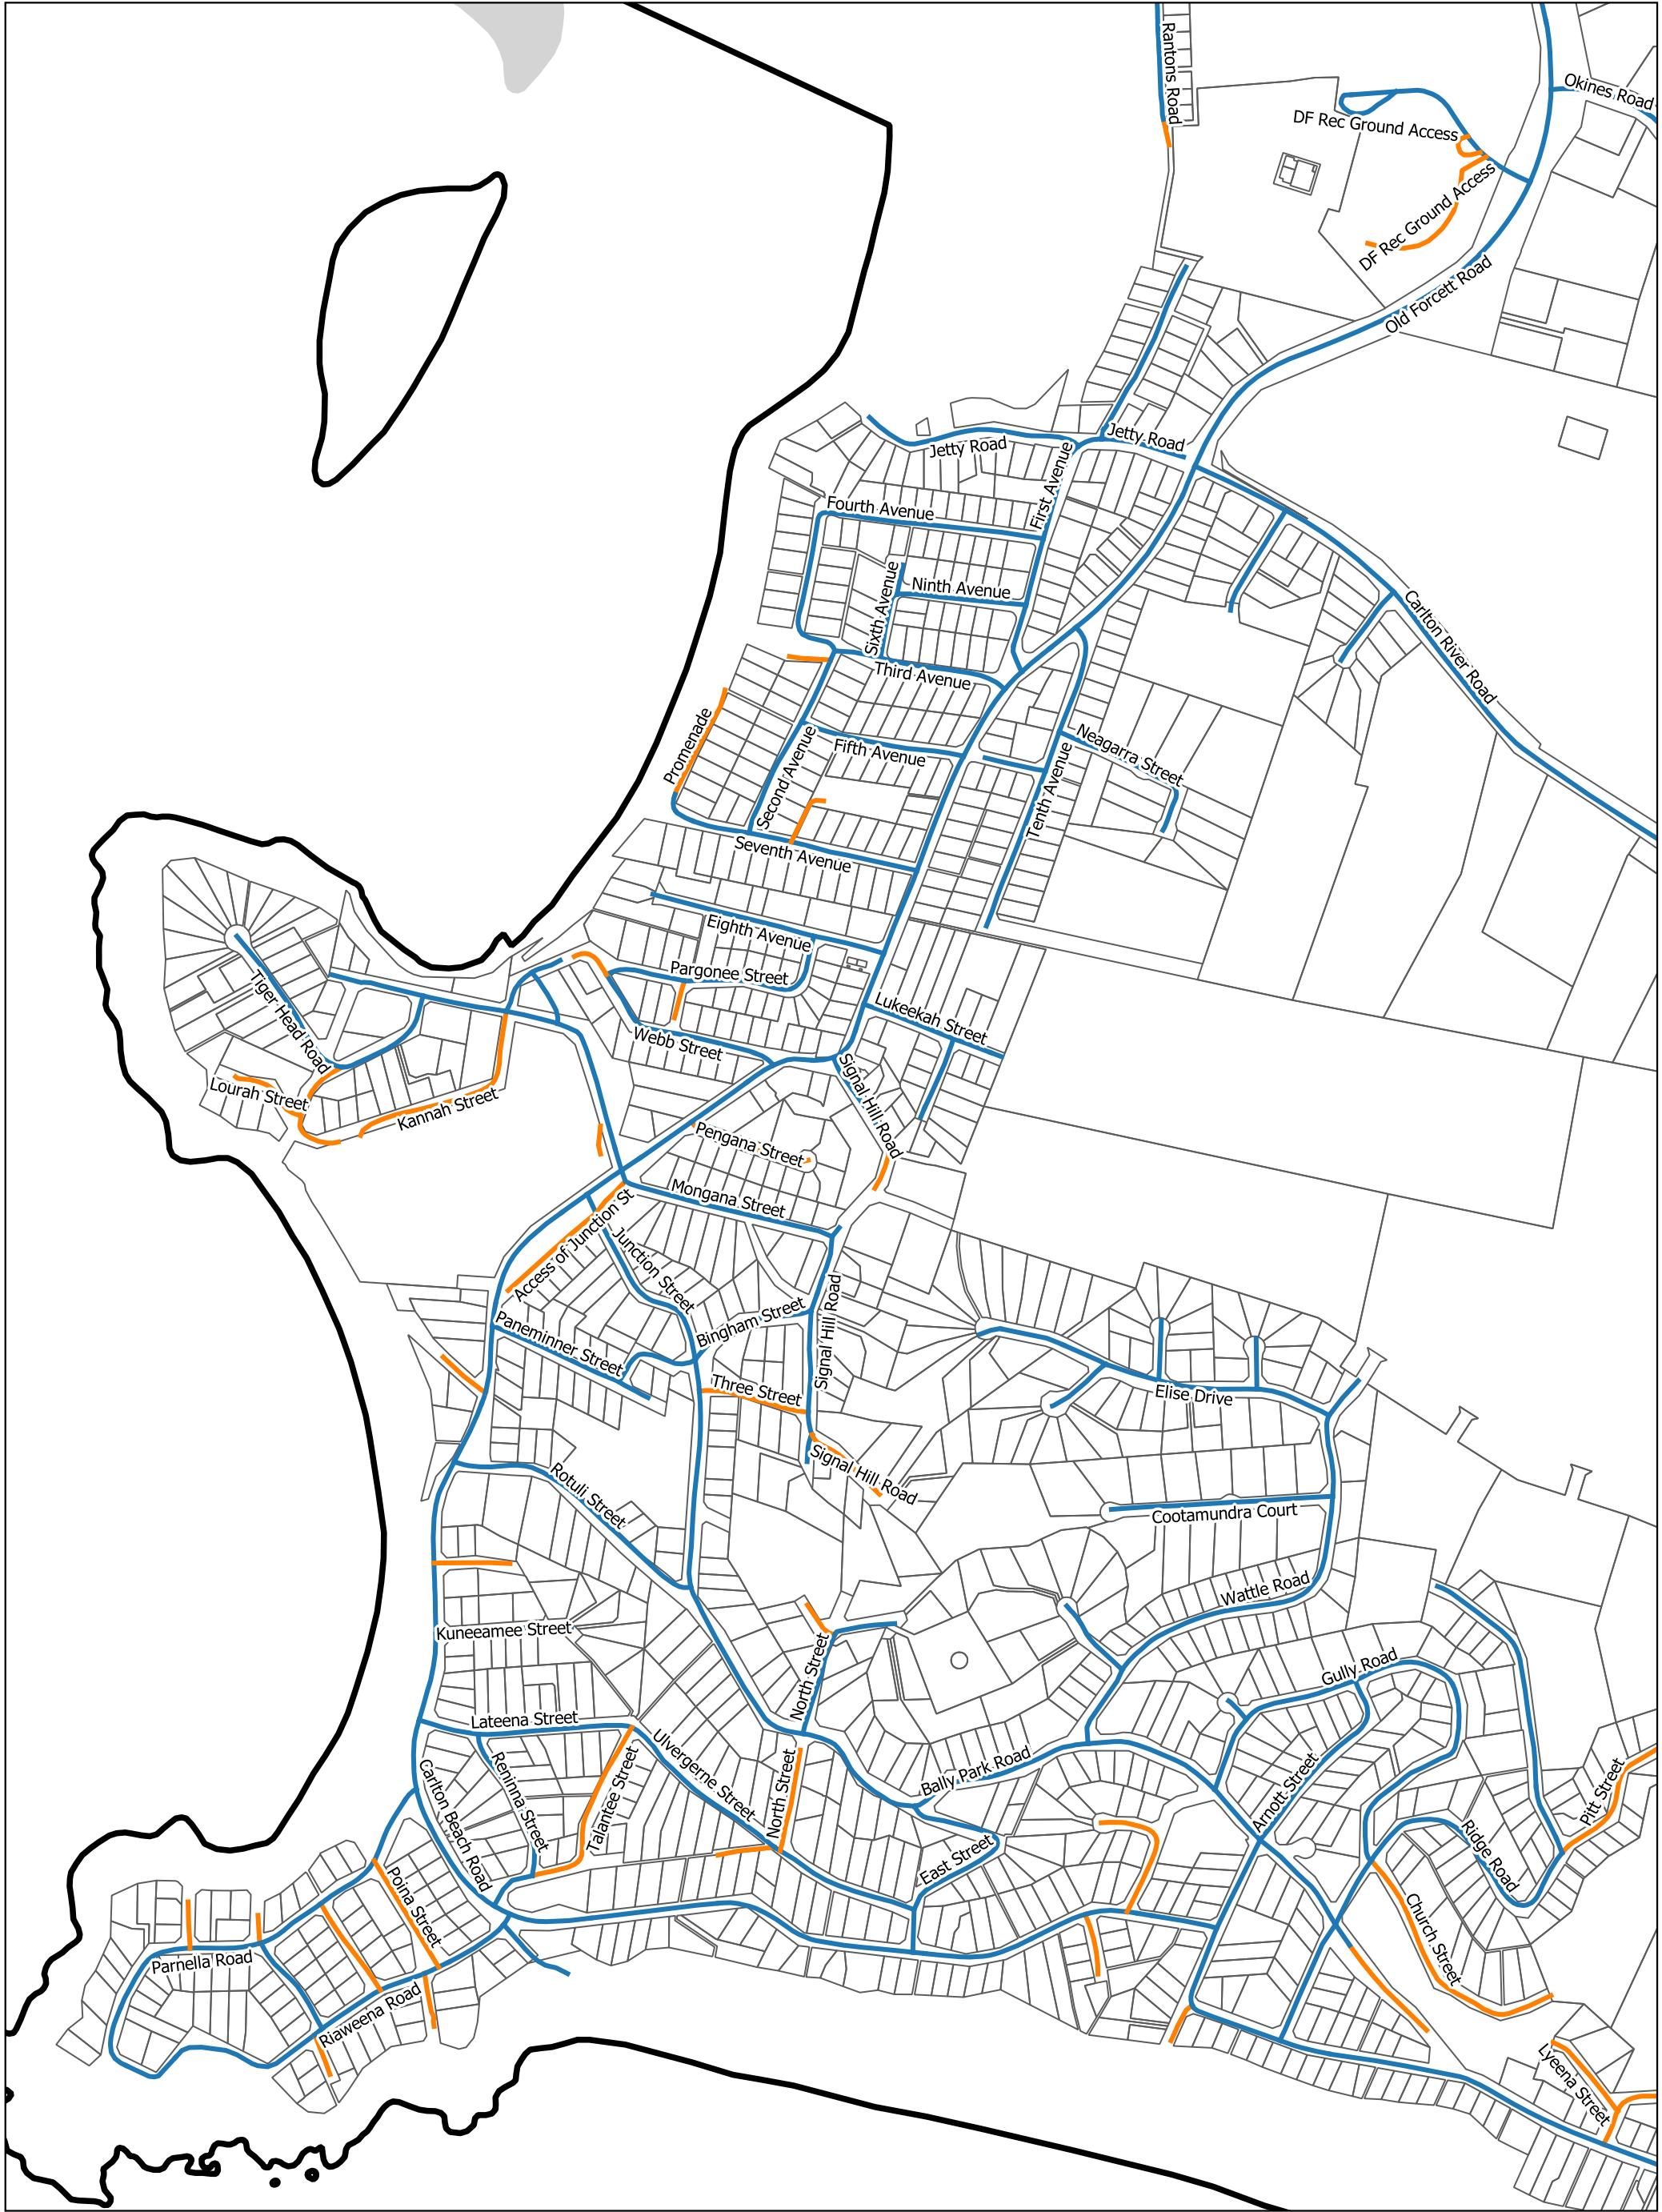 Rantons Road
Okines Road
DF Rec Ground Access
DF Rec Ground Access
Old Forcett Road
Jetty Road
Jetty Road
First Avenue
Fourth Avenue
Ninth Avenue
Sixth Avenue
Carlton River Road
Third Avenue
Promenade
Fifth Avenue
Second Avenue
Neagarra Street
Tenth Avenue
Seventh Avenue
Eighth Avenue
Pargonee Street
Tiger Head Road
Lukeekah Street
Webb Street
Signal Hill Road
Lourah Street
Kannah Street
Pengana Street
Mongana Street
Access of Junction St
Junction Street
Bingham Street
Signal Hill Road
Paneminner Street
Three Street
Elise Drive
Signal Hill Road
Rotuli Street
Cootamundra Court
Wattle Road
Kuneeamee Street
North Street
Gully Road
Lateena Street
Ulvergerne Street
Reninna Street
Talantee Street
North Street
Bally Park Road
Carlton Beach Road
Arnott Street
Pitt Street
Ridge Road
East Street
Poina Street
Church Street
Parnella Road
Riaweena Road
Lyeena Street